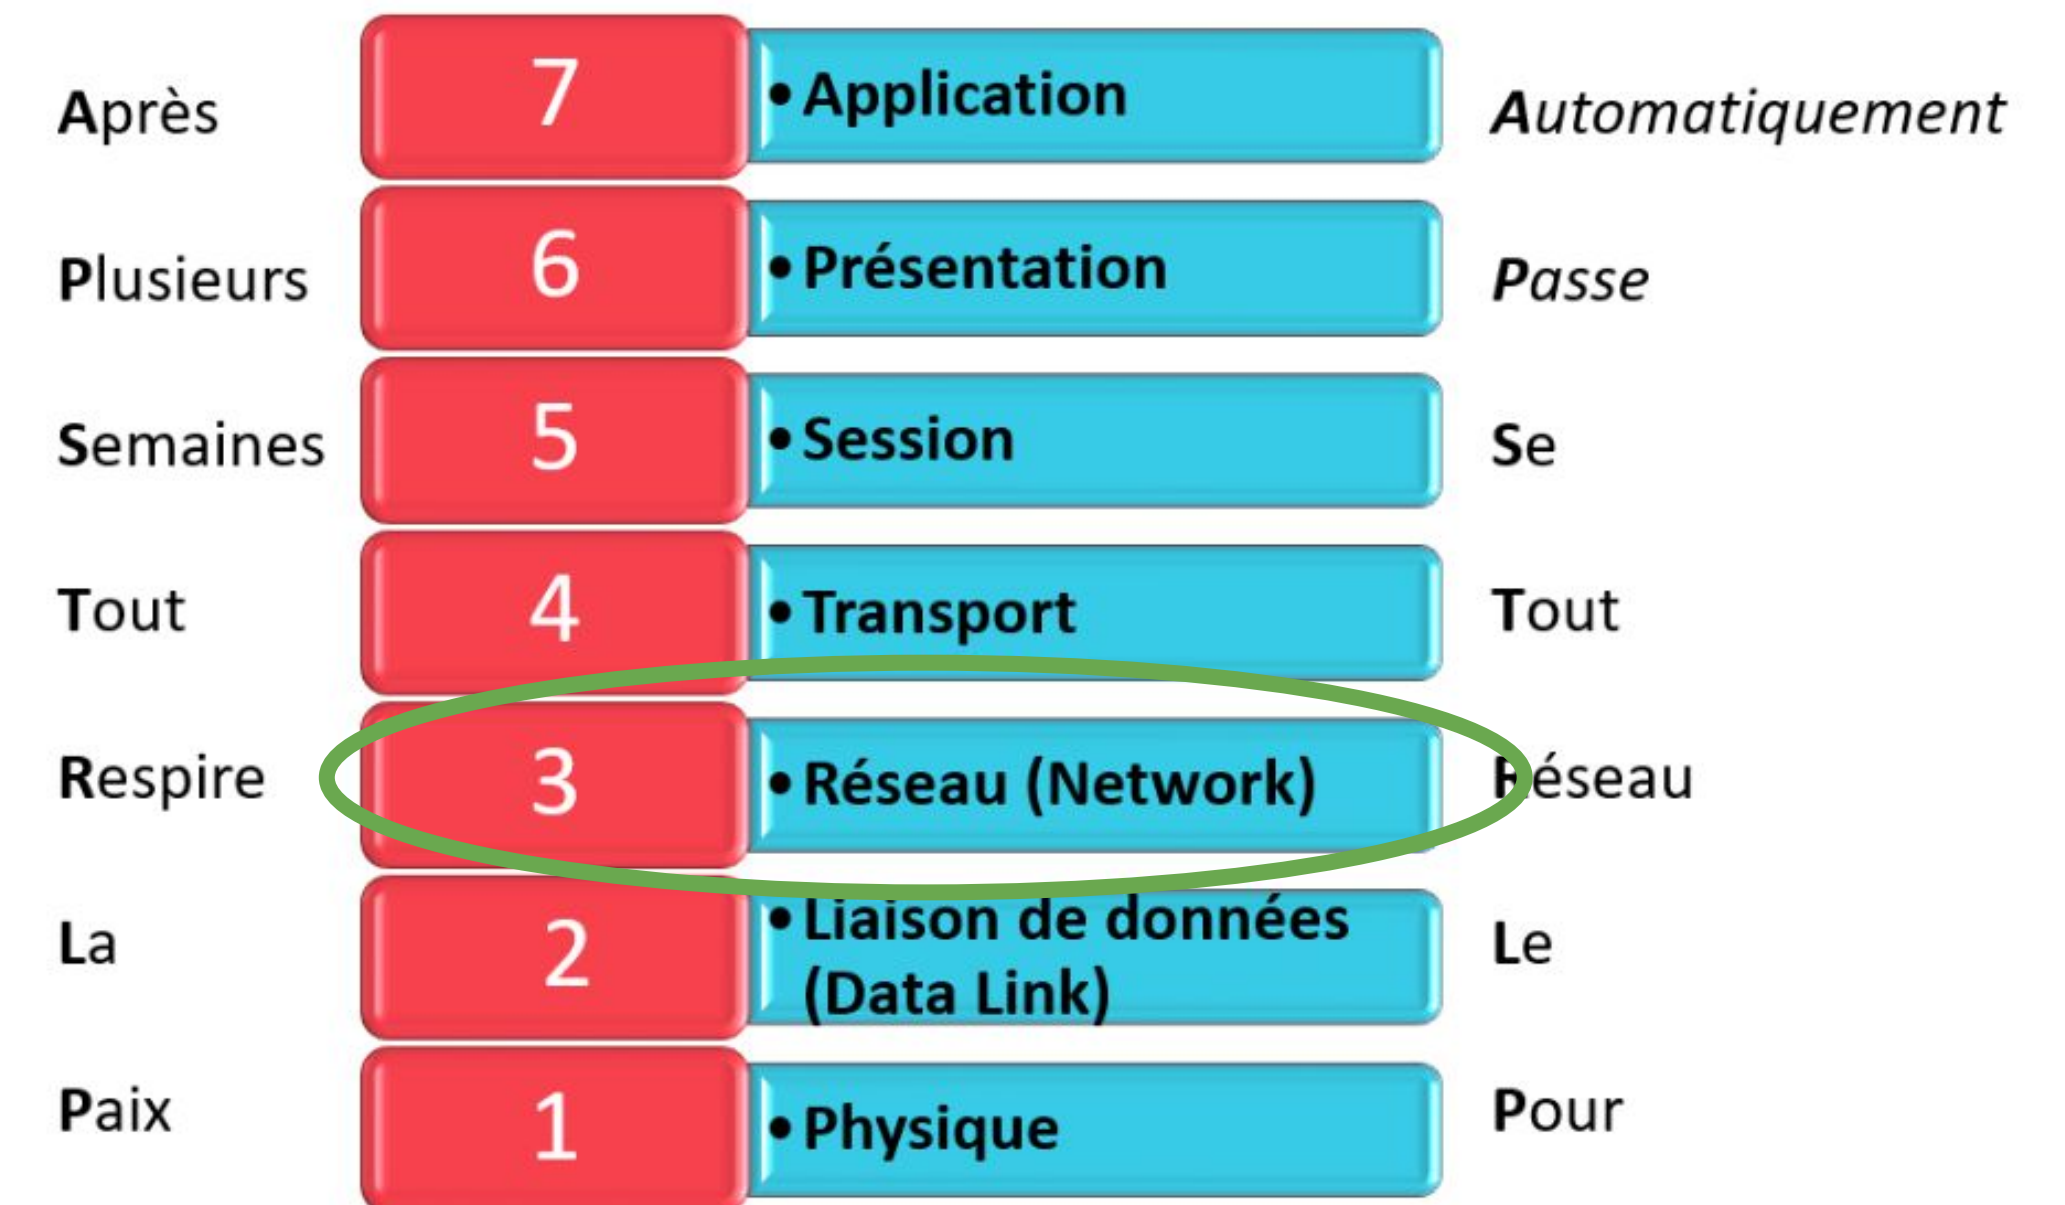 Après 7 • Application Automatiquement
Plusieurs 6 • Présentation Passe
Semaines 5 • Session Se
Tout 4 • Transport Tout
Respire 3 • Réseau (Network) Réseau
La 2 • Liaison de données Le
(Data Link)
Paix 1 • Physique Pour